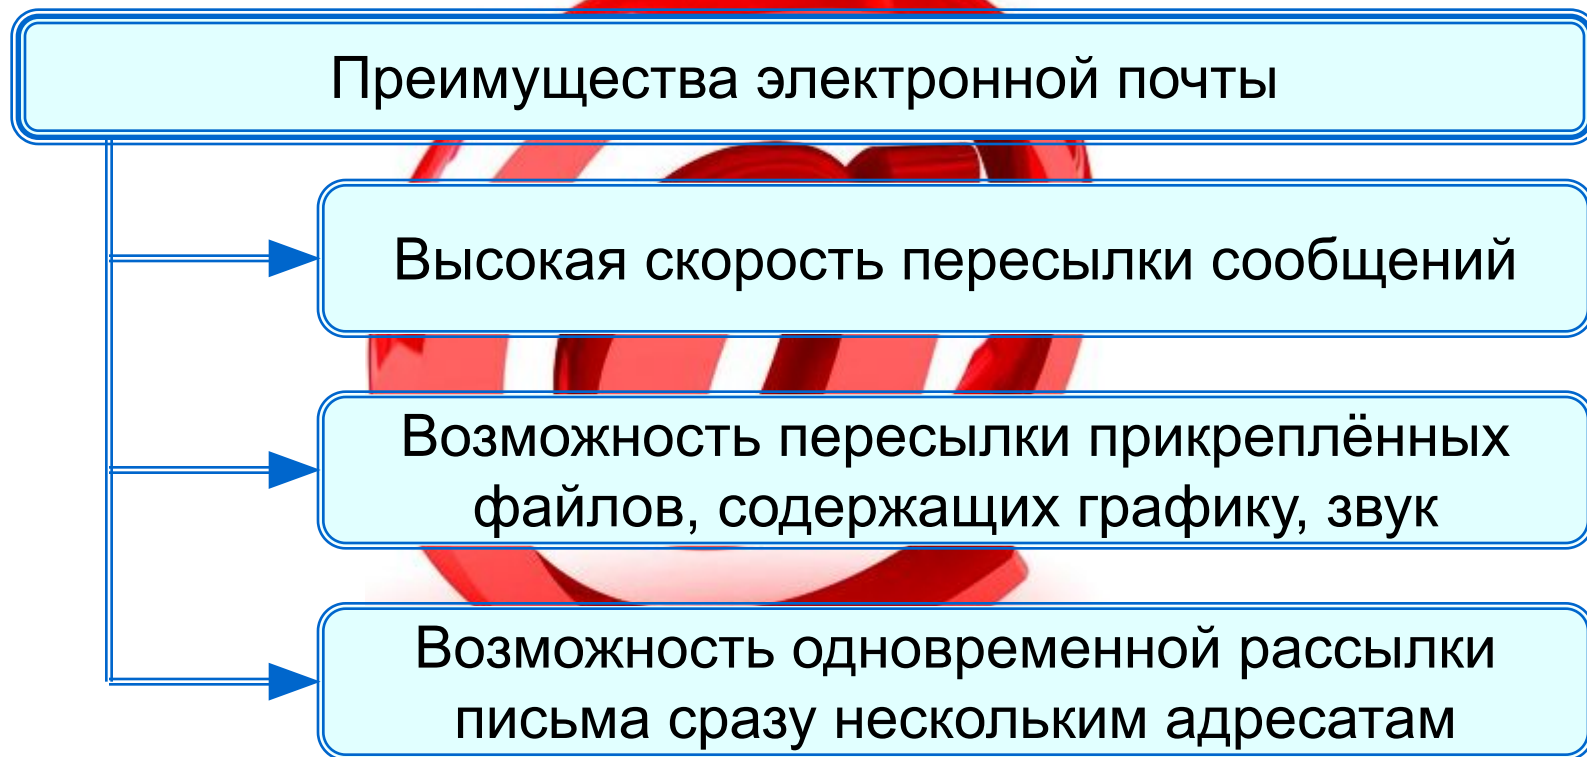 Преимущества электронной почты
Высокая скорость пересылки сообщений
Возможность пересылки прикреплённых
файлов, содержащих графику, звук
Возможность одновременной рассылки
письма сразу нескольким адресатам